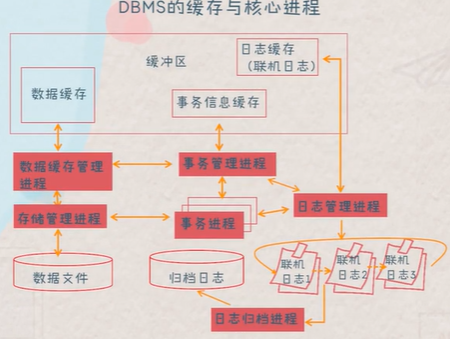 DBMS的缓存与核心进程
缓冲区
日志缓存
（联机日志）
数据缓存
事务信息缓存
数据缓存管理
进程
事务管理进程
存储管理进程
事务进程
日志管理进程
数据文件
归档日志
联机
日志1
联机
日志2
联机
日志3
日志归档进程